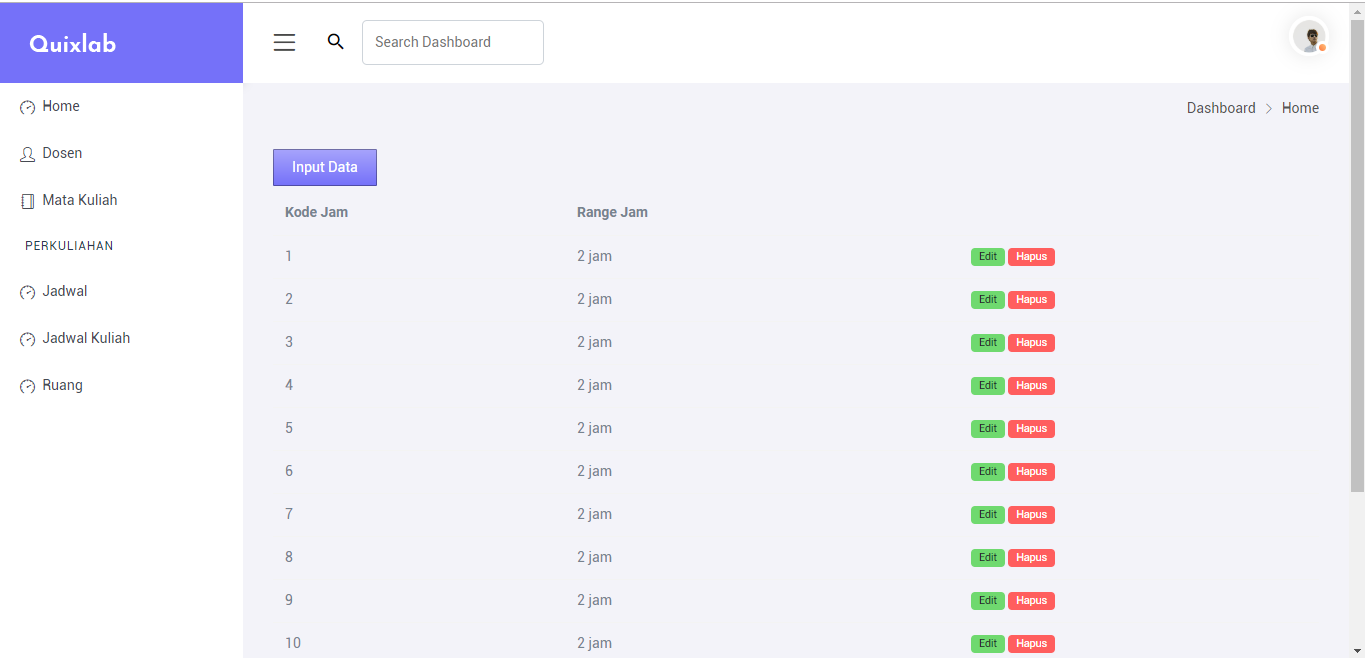 Quixlab
Search Dashboard
Home
Dosen
Mata Kuliah
PERKULIAHAN
Jadwal
Jadwal Kuliah
Ruang
Dashboard > Home
Input Data
Kode Jam Range Jam
1 2 jam Edit Hapus
2 2 jam Edit Hapus
3 2 jam Edit Hapus
4 2 jam Edit Hapus
5 2 jam Edit Hapus
6 2 jam Edit Hapus
7 2 jam Edit Hapus
8 2 jam Edit Hapus
9 2 jam Edit Hapus
10 2 jam Edit Hapus